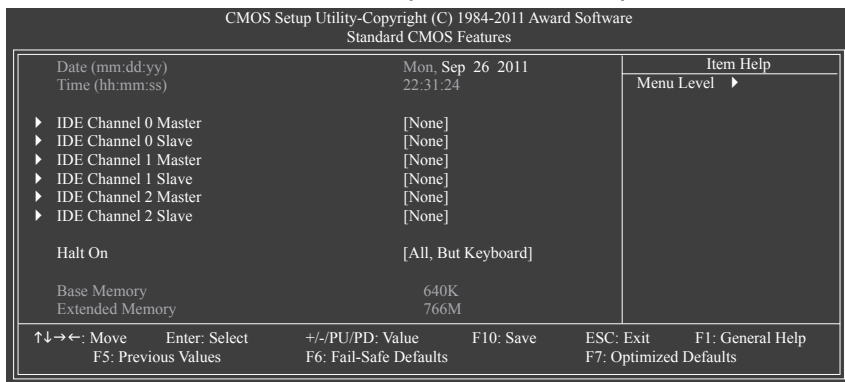 CMOS Setup Utility-Copyright (C) 1984-2011 Award Software
Standard CMOS Features
Date (mm:dd:yy) Mon, Sep 26 2011
Time (hh:mm:ss) 22:31:24
▶ IDE Channel 0 Master [None]
▶ IDE Channel 0 Slave [None]
▶ IDE Channel 1 Master [None]
▶ IDE Channel 1 Slave [None]
▶ IDE Channel 2 Master [None]
▶ IDE Channel 2 Slave [None]
Halt On [All, But Keyboard]
Base Memory 640K
Extended Memory 766M
Item Help
Menu Level ▶
↑↓→←: Move Enter: Select +/-/PU/PD: Value F10: Save ESC: Exit F1: General Help
F5: Previous Values F6: Fail-Safe Defaults F7: Optimized Defaults